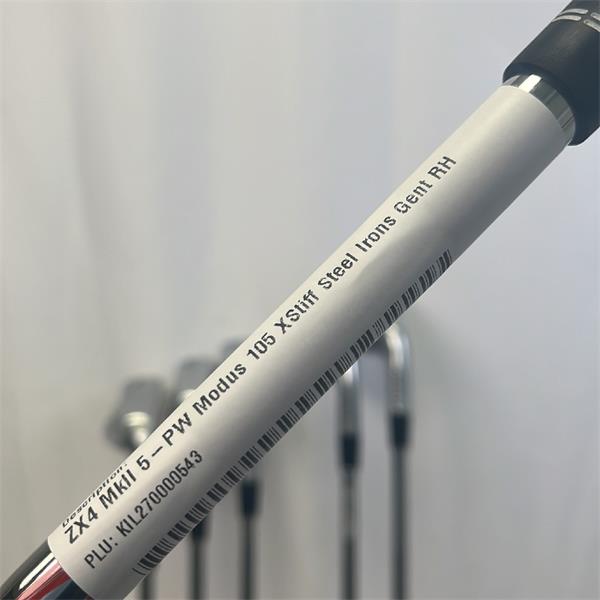 Description:
ZX4 MkII 5 – PW Modus 105 XStiff Steel Irons Gent RH
PLU: KIL270000543